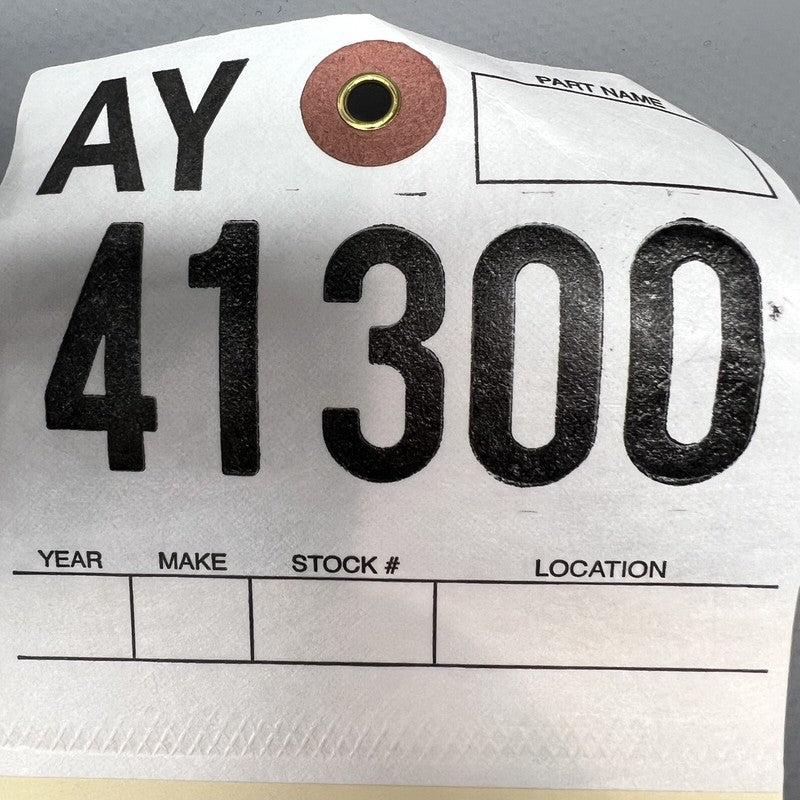 AY
PART NAME
41300
YEAR MAKE STOCK # LOCATION